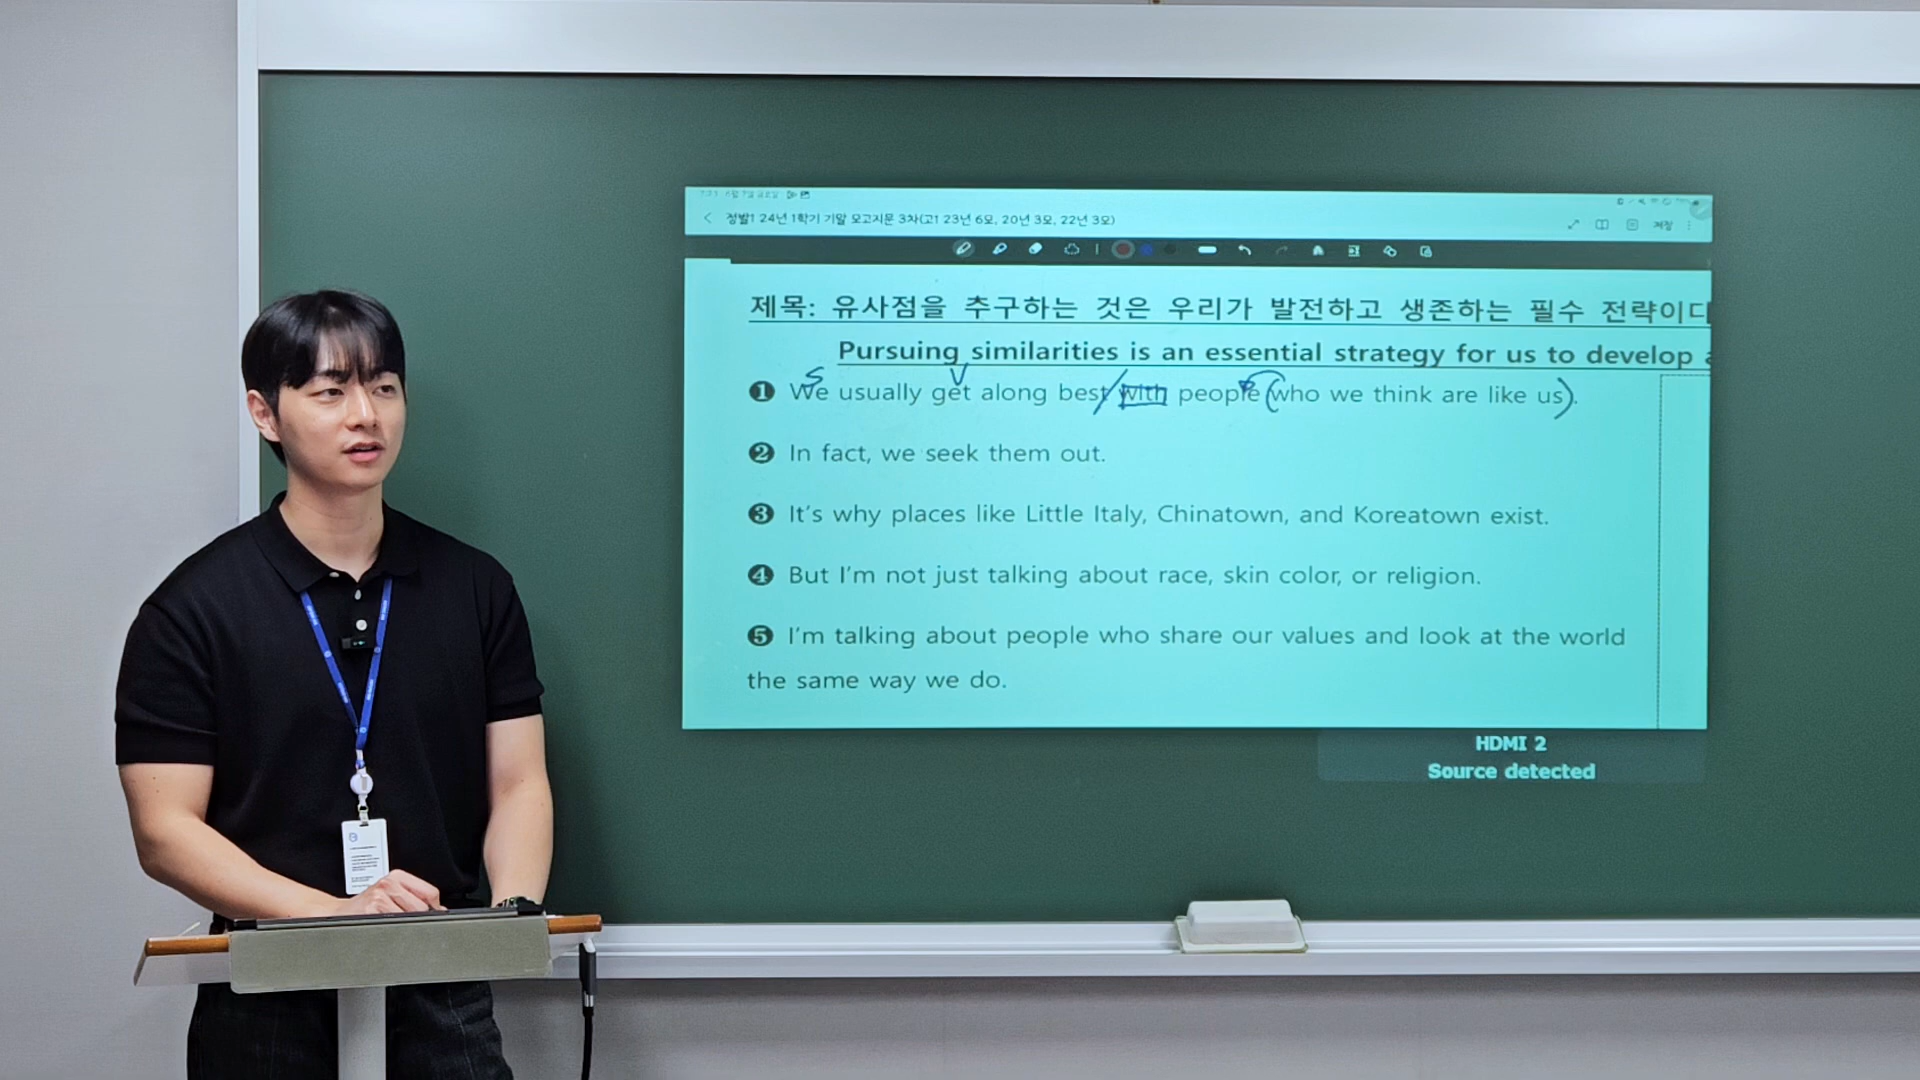 정발1 24년 1학기 기말 모고지문 3차(고1 23년 6모, 20년 3모, 22년 3모)
저장
제목: 유사점을 추구하는 것은 우리가 발전하고 생존하는 필수 전략이다
Pursuing similarities is an essential strategy for us to develop
S V
❶ We usually get along best with people who we think are like us.
❷ In fact, we seek them out.
❸ It's why places like Little Italy, Chinatown, and Koreatown exist.
❹ But I'm not just talking about race, skin color, or religion.
❺ I'm talking about people who share our values and look at the world
the same way we do.
HDMI 2
Source detected